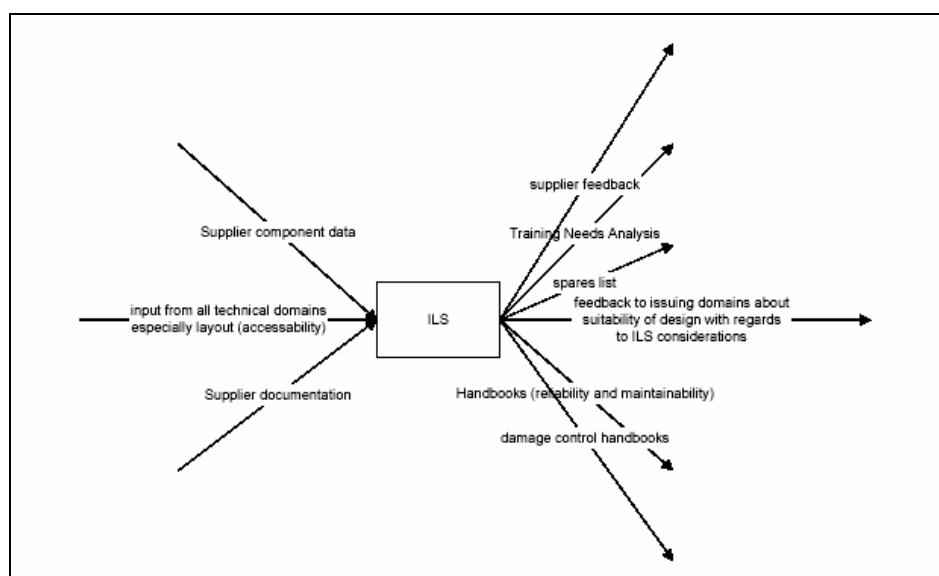 supplier feedback
Supplier component data
Training Needs Analysis
spares list
input from all technical domains
especially layout (accessability)
ILS
feedback to issuing domains about
suitability of design with regards
to ILS considerations
Supplier documentation
Handbooks (reliability and maintainability)
damage control handbooks